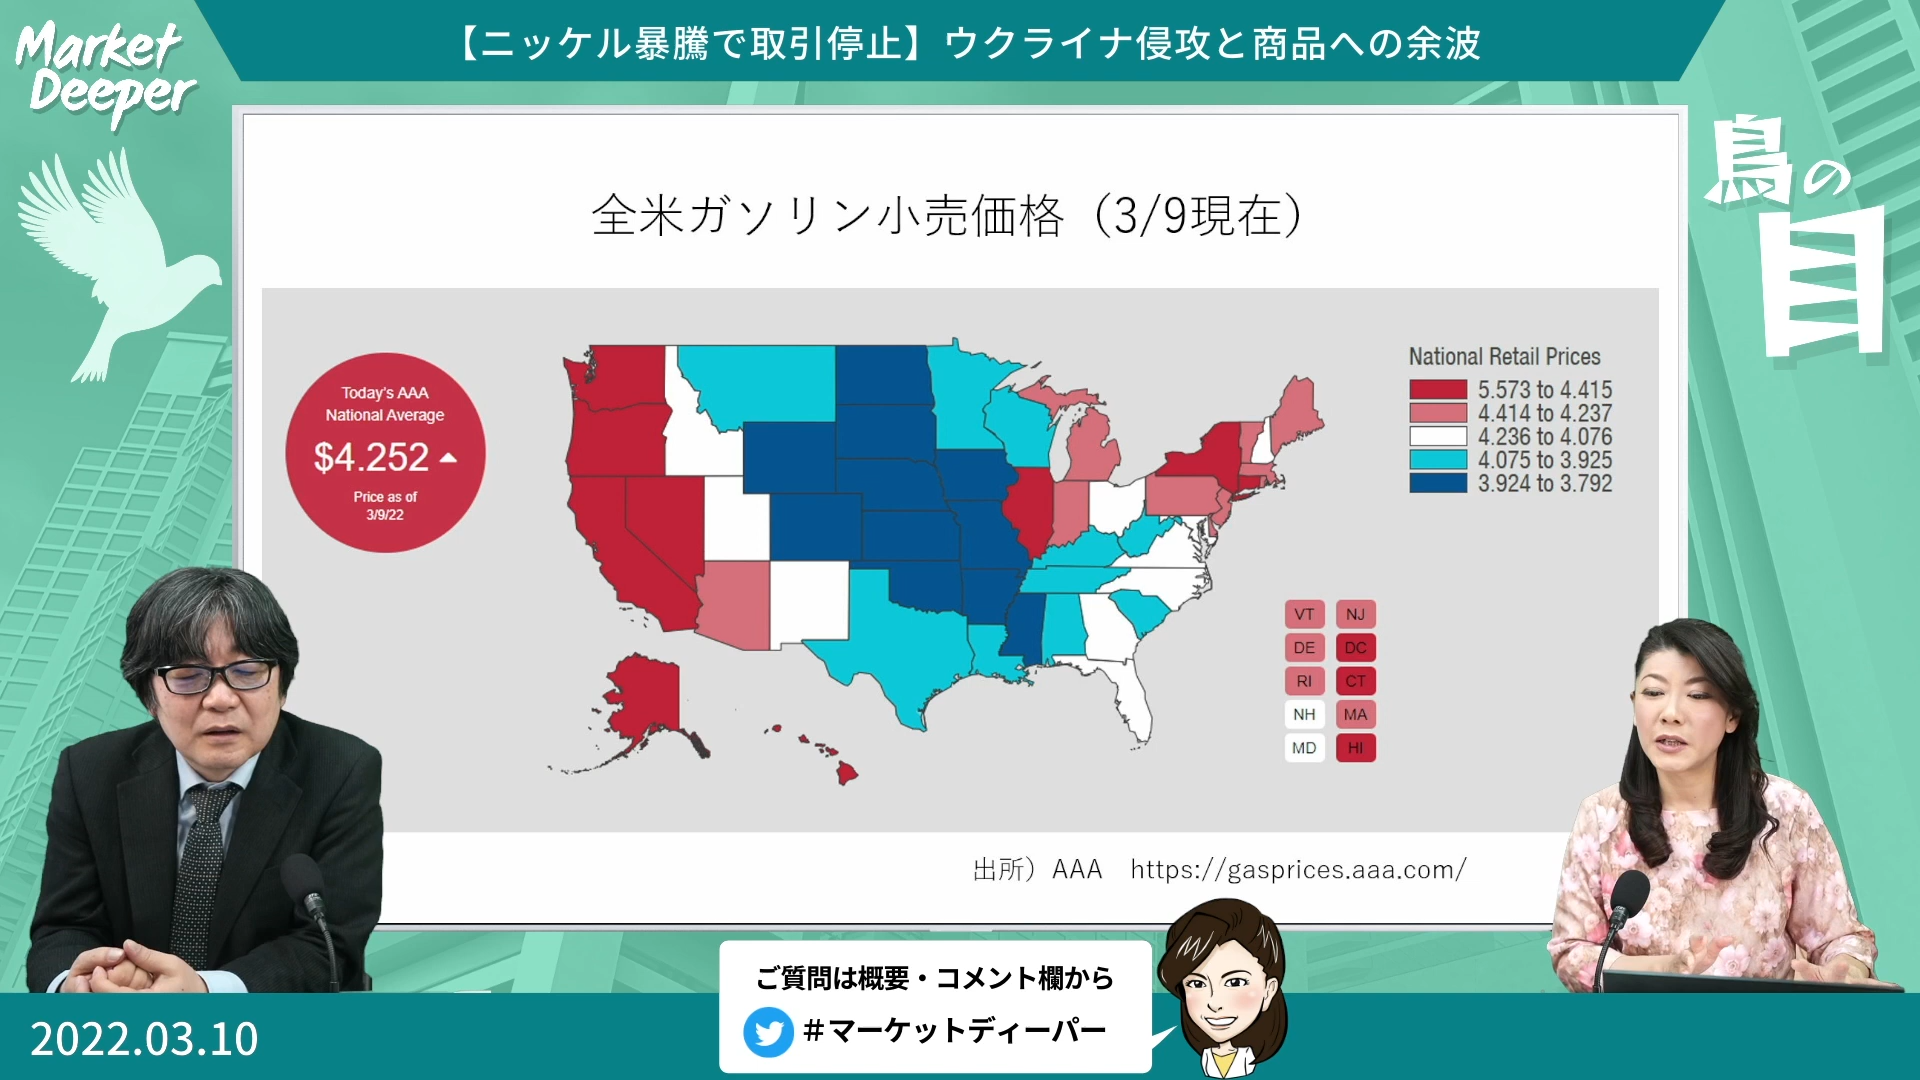 Market
Deeper
【ニッケル暴騰で取引停止】ウクライナ侵攻と商品への余波
鳥の
目
全米ガソリン小売価格（3/9現在）
Today's AAA
National Average
$4.252
Price as of
3/9/22
National Retail Prices
5.573 to 4.415
4.414 to 4.237
4.236 to 4.076
4.075 to 3.925
3.924 to 3.792
VT NJ
DE DC
RI CT
NH MA
MD HI
出所）AAA https://gasprices.aaa.com/
ご質問は概要・コメント欄から
#マーケットディーパー
2022.03.10